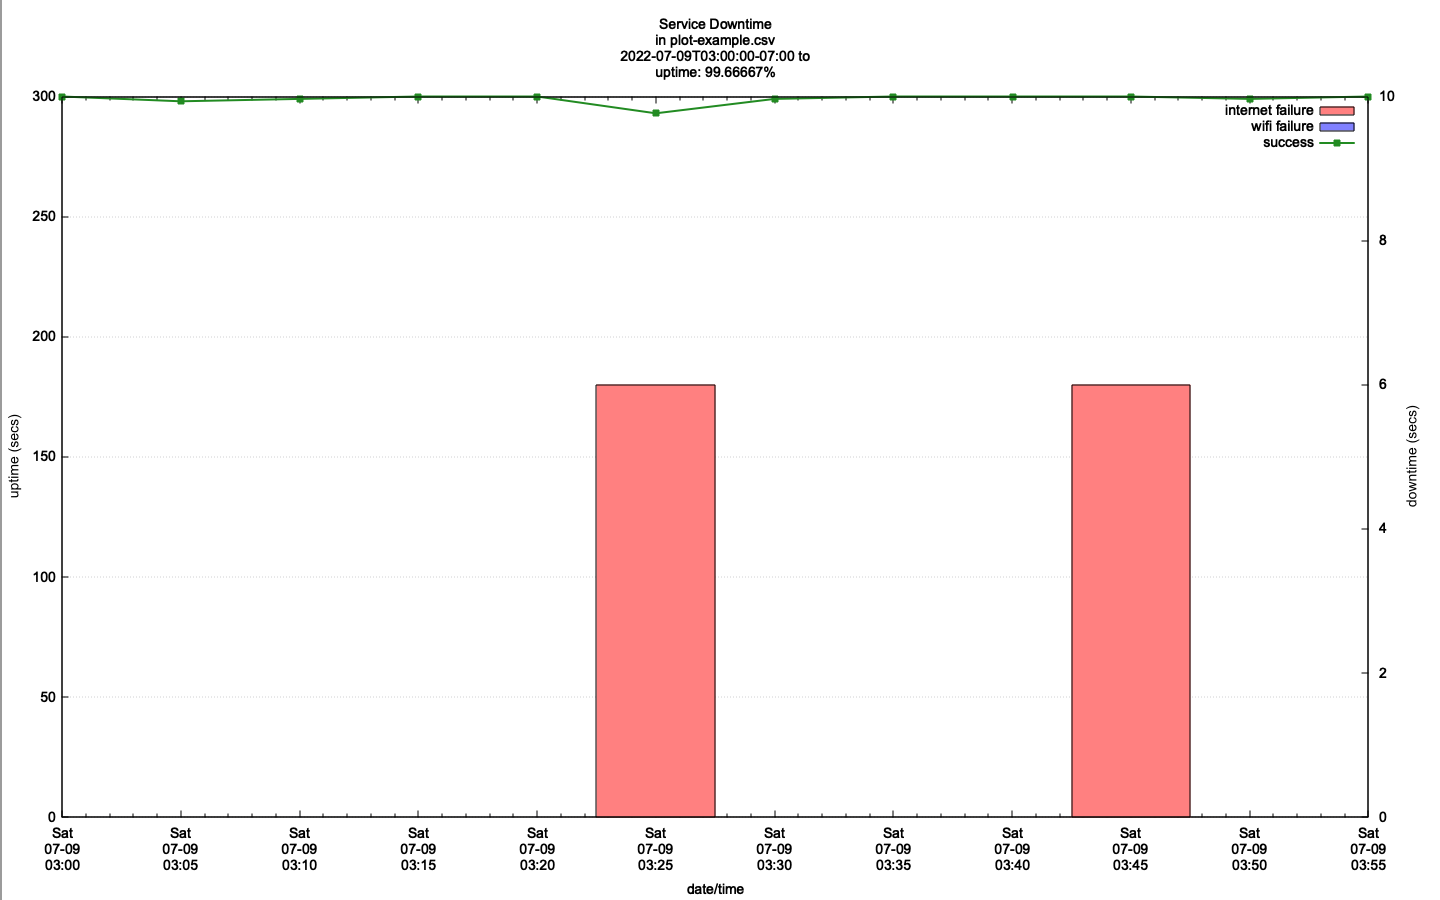 Service Downtime
in plot-example.csv
2022-07-09T03:00:00-07:00 to
uptime: 99.66667%
300
250
200
150
100
50
0
uptime (secs)
internet failure
wifi failure
success
10
8
6
4
2
0
downtime (secs)
Sat Sat Sat Sat Sat Sat Sat Sat Sat Sat Sat Sat
07-09 07-09 07-09 07-09 07-09 07-09 07-09 07-09 07-09 07-09 07-09 07-09
03:00 03:05 03:10 03:15 03:20 03:25 03:30 03:35 03:40 03:45 03:50 03:55
date/time